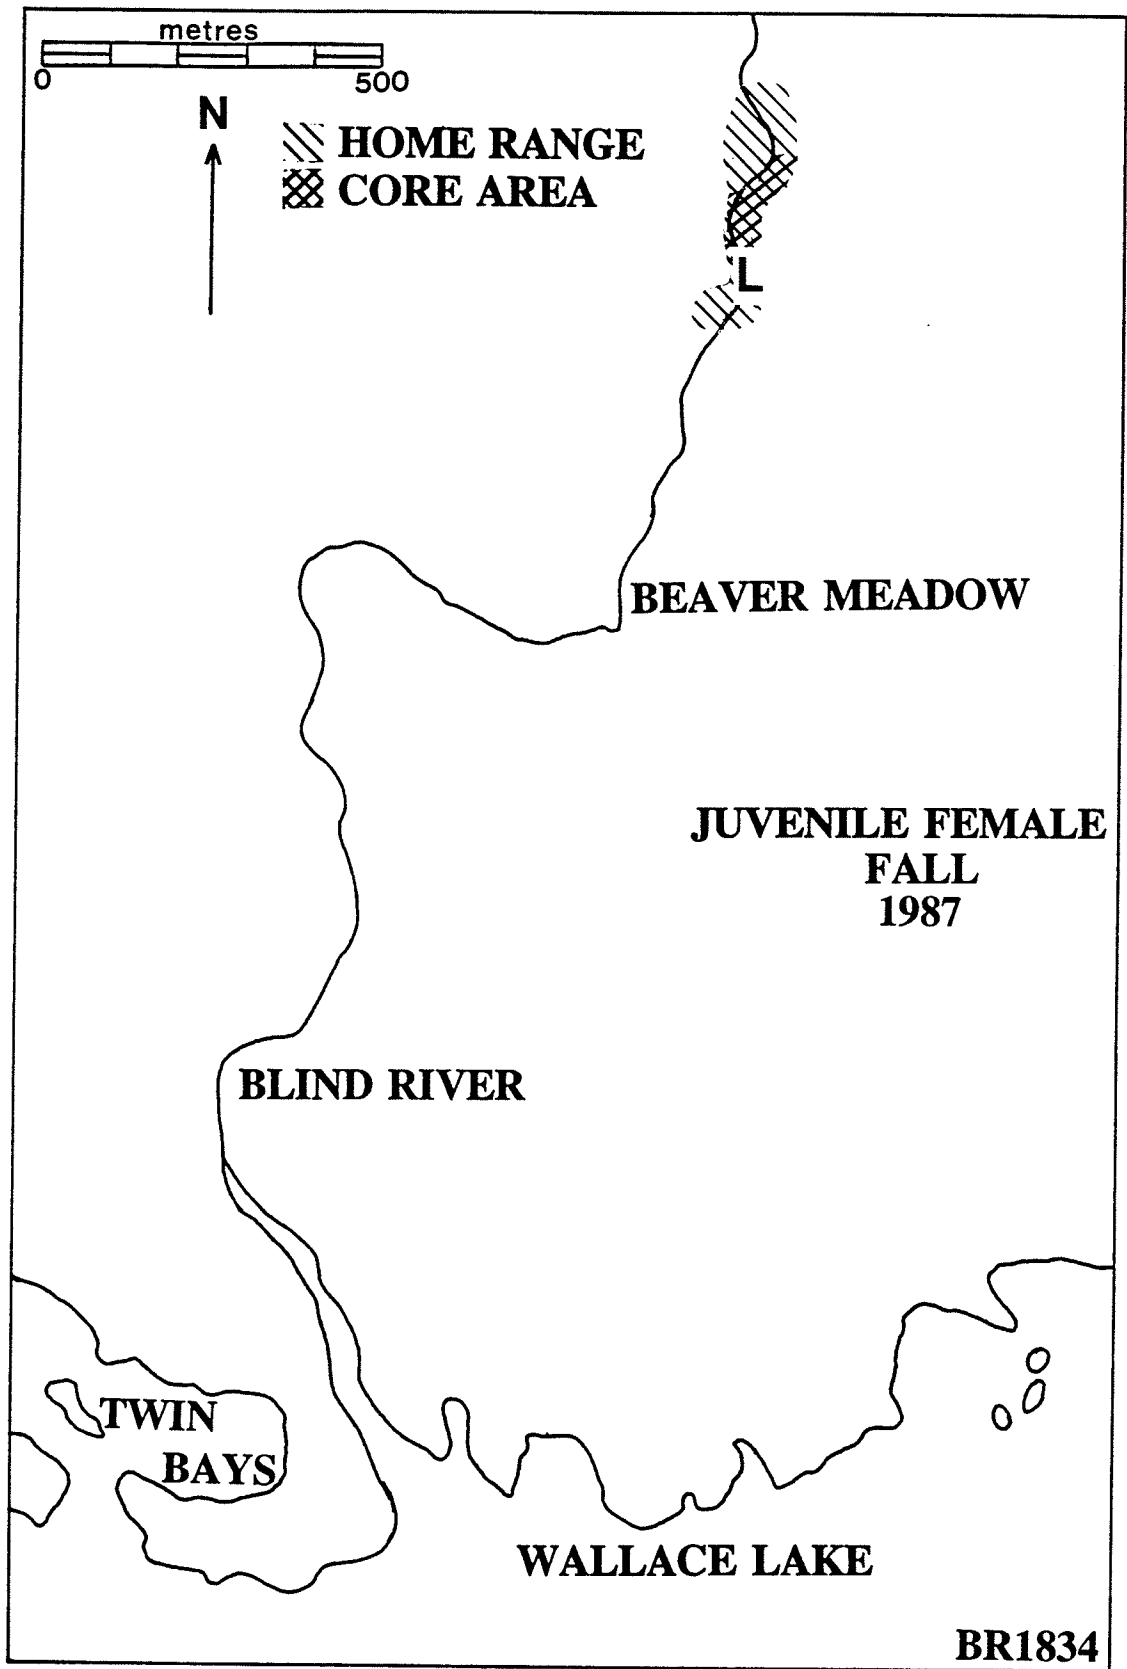 metres
0 500
N
HOME RANGE
CORE AREA
L
BEAVER MEADOW
JUVENILE FEMALE
FALL
1987
BLIND RIVER
TWIN
BAYS
WALLACE LAKE
BR1834